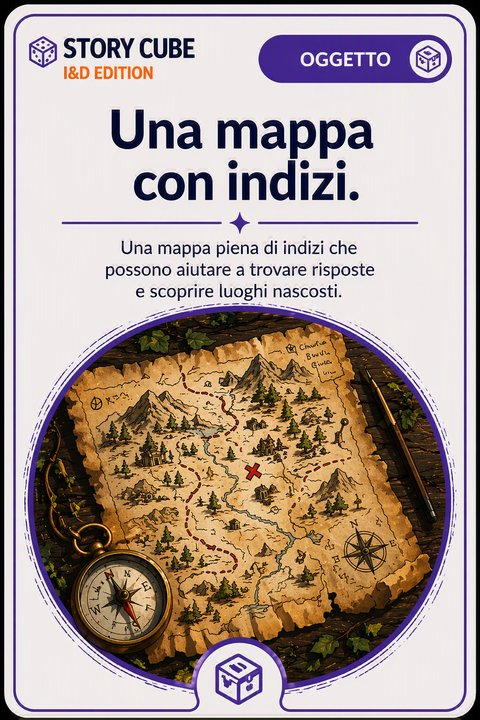 STORY CUBE
I&D EDITION
OGGETTO
Una mappa
con indizi.
Una mappa piena di indizi che
possono aiutare a trovare risposte
e scoprire luoghi nascosti.